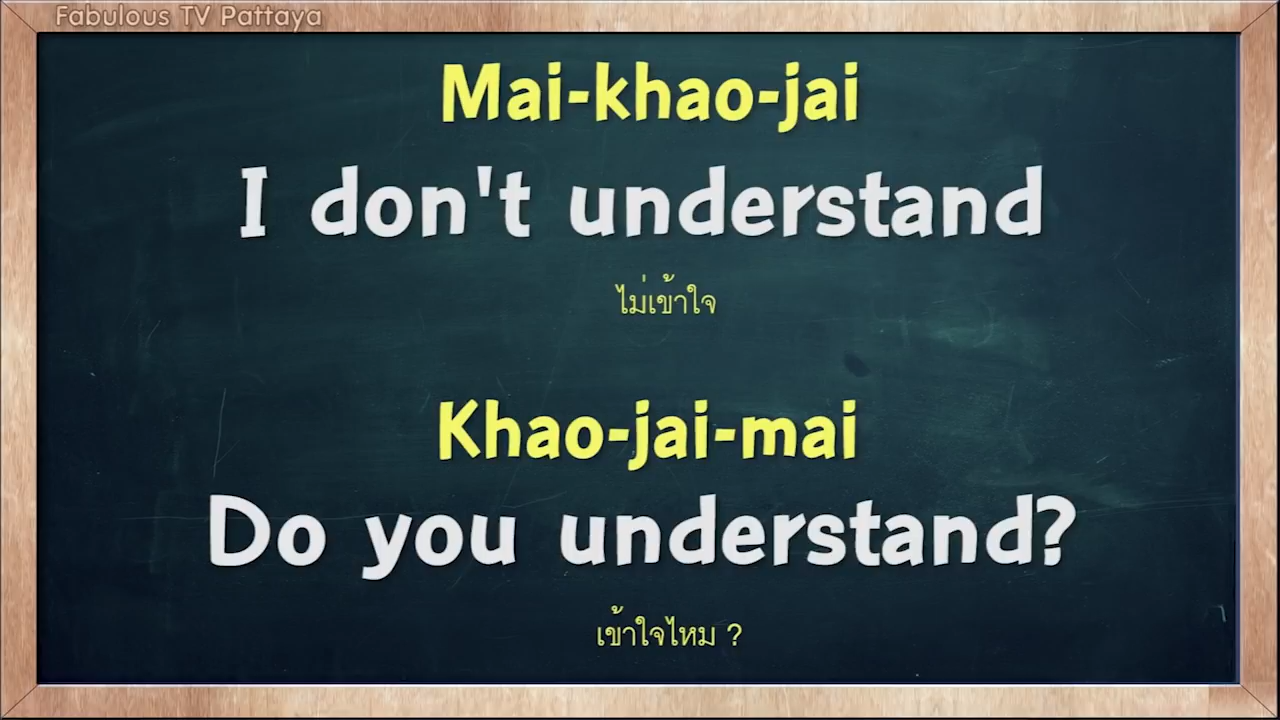 Fabulous TV Pattaya
Mai-khao-jai
I don't understand
ไม่เข้าใจ
Khao-jai-mai
Do you understand?
เข้าใจไหม ?